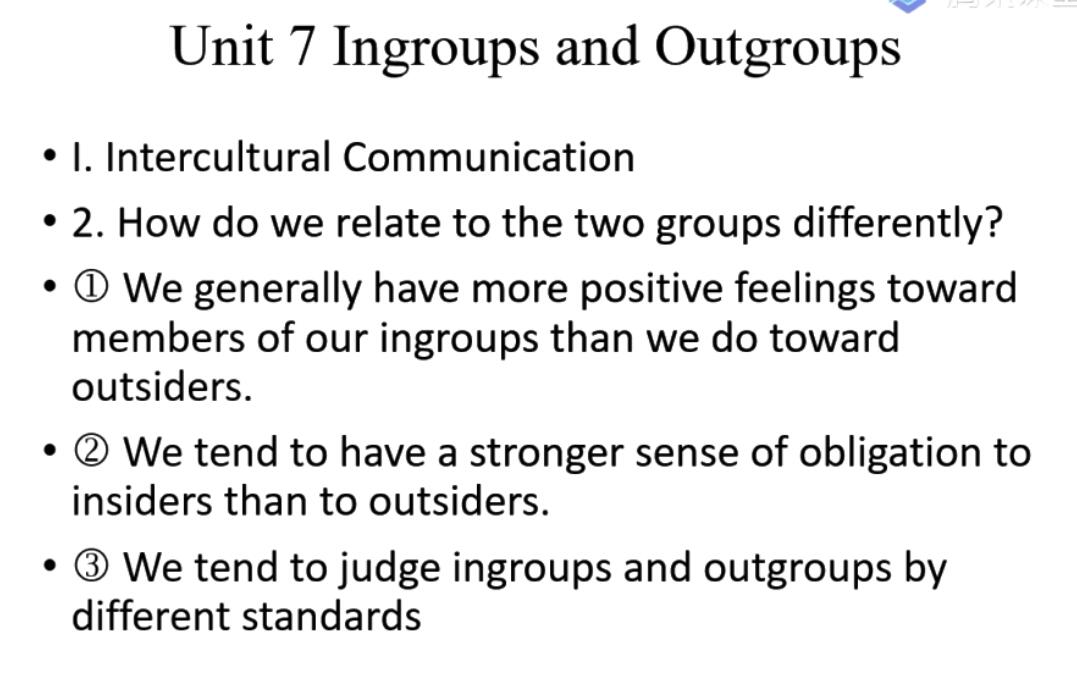 Unit 7 Ingroups and Outgroups
• I. Intercultural Communication
• 2. How do we relate to the two groups differently?
• ① We generally have more positive feelings toward
members of our ingroups than we do toward
outsiders.
• ② We tend to have a stronger sense of obligation to
insiders than to outsiders.
• ③ We tend to judge ingroups and outgroups by
different standards